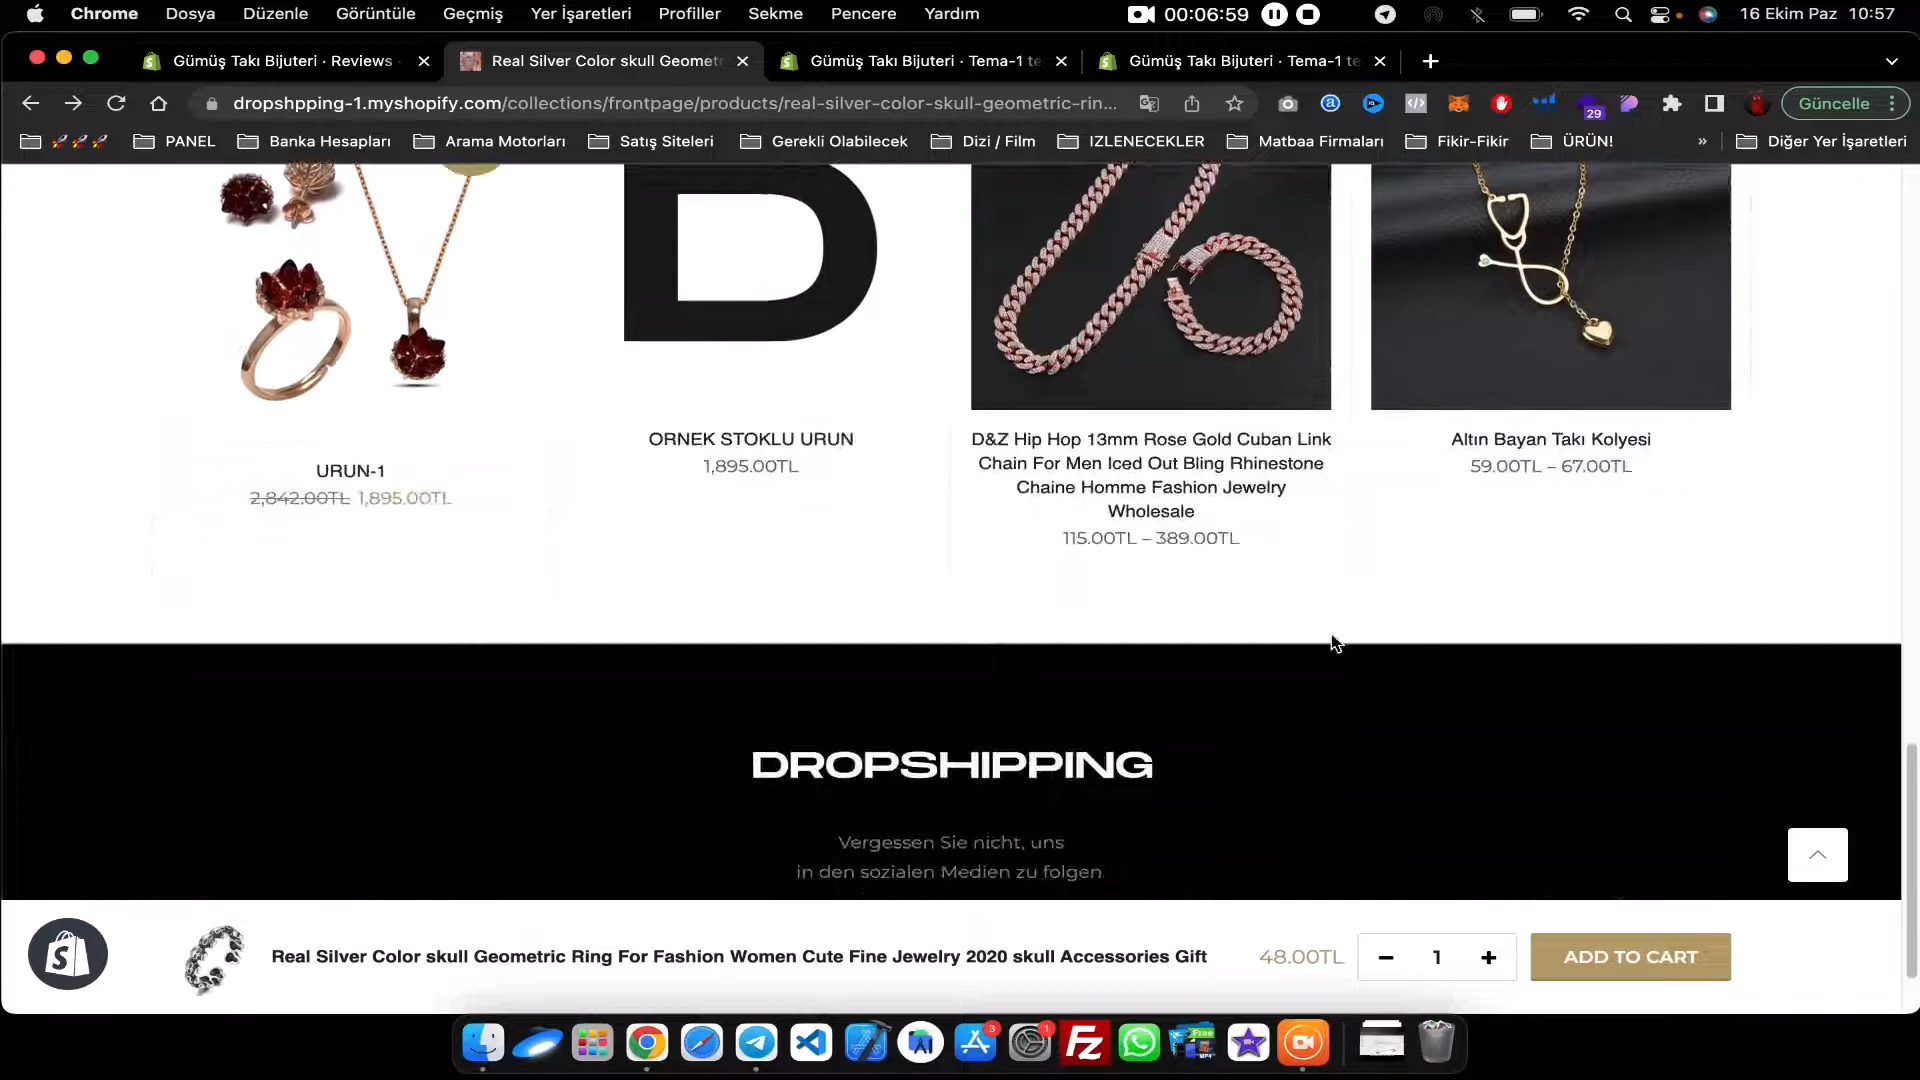 Chrome Dosya Düzenle Görüntüle Geçmiş Yer İşaretleri Profiller Sekme Pencere Yardım 00:06:59 16 Ekim Paz 10:57
Gümüş Takı Bijuteri · Reviews · Real Silver Color skull Geomet Gümüş Takı Bijuteri · Tema-1 te Gümüş Takı Bijuteri · Tema-1 te
dropshpping-1.myshopify.com/collections/frontpage/products/real-silver-color-skull-geometric-rin... 29 Güncelle
PANEL Banka Hesapları Arama Motorları Satış Siteleri Gerekli Olabilecek Dizi / Film IZLENECEKLER Matbaa Firmaları Fikir-Fikir ÜRÜN! » Diğer Yer İşaretleri
URUN-1
2,842.00TL 1,895.00TL
ORNEK STOKLU URUN
1,895.00TL
D&Z Hip Hop 13mm Rose Gold Cuban Link
Chain For Men Iced Out Bling Rhinestone
Chaine Homme Fashion Jewelry
Wholesale
115.00TL – 389.00TL
Altın Bayan Takı Kolyesi
59.00TL – 67.00TL
DROPSHIPPING
Vergessen Sie nicht, uns
in den sozialen Medien zu folgen
Real Silver Color skull Geometric Ring For Fashion Women Cute Fine Jewelry 2020 skull Accessories Gift 48.00TL 1 ADD TO CART
3 1 Free MP4